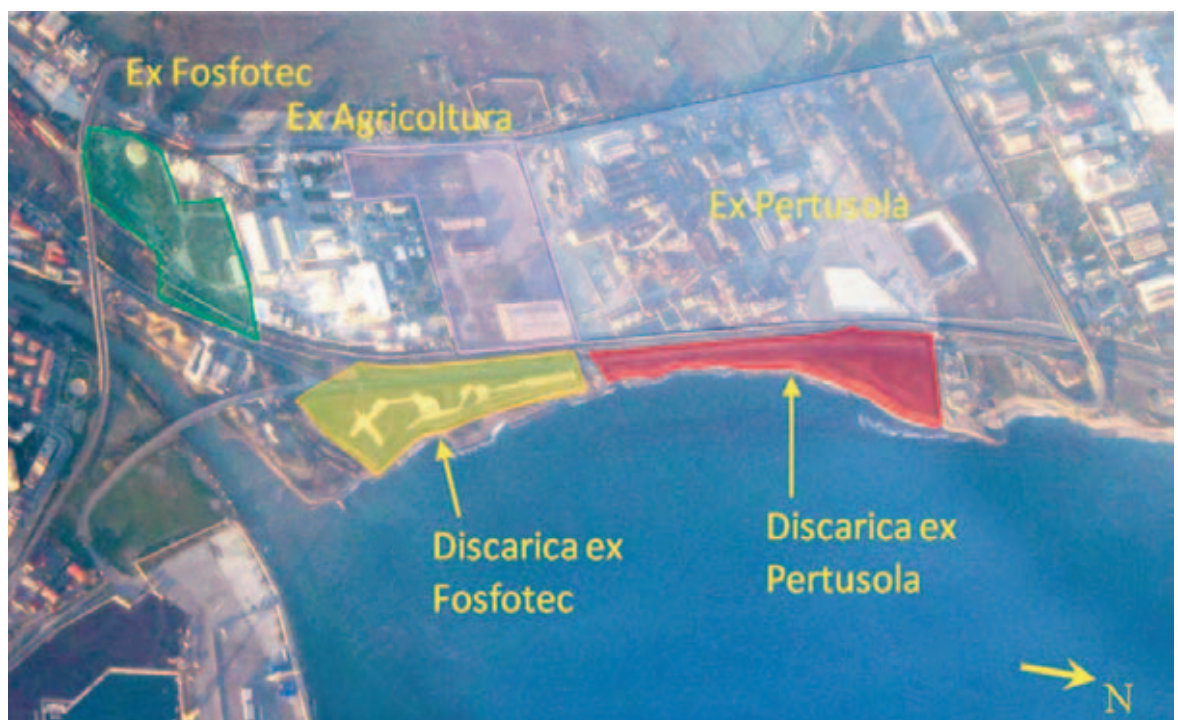 Ex Fosfotec
Ex Agricoltura
Ex Pertusola
Discarica ex
Fosfotec
Discarica ex
Pertusola
N